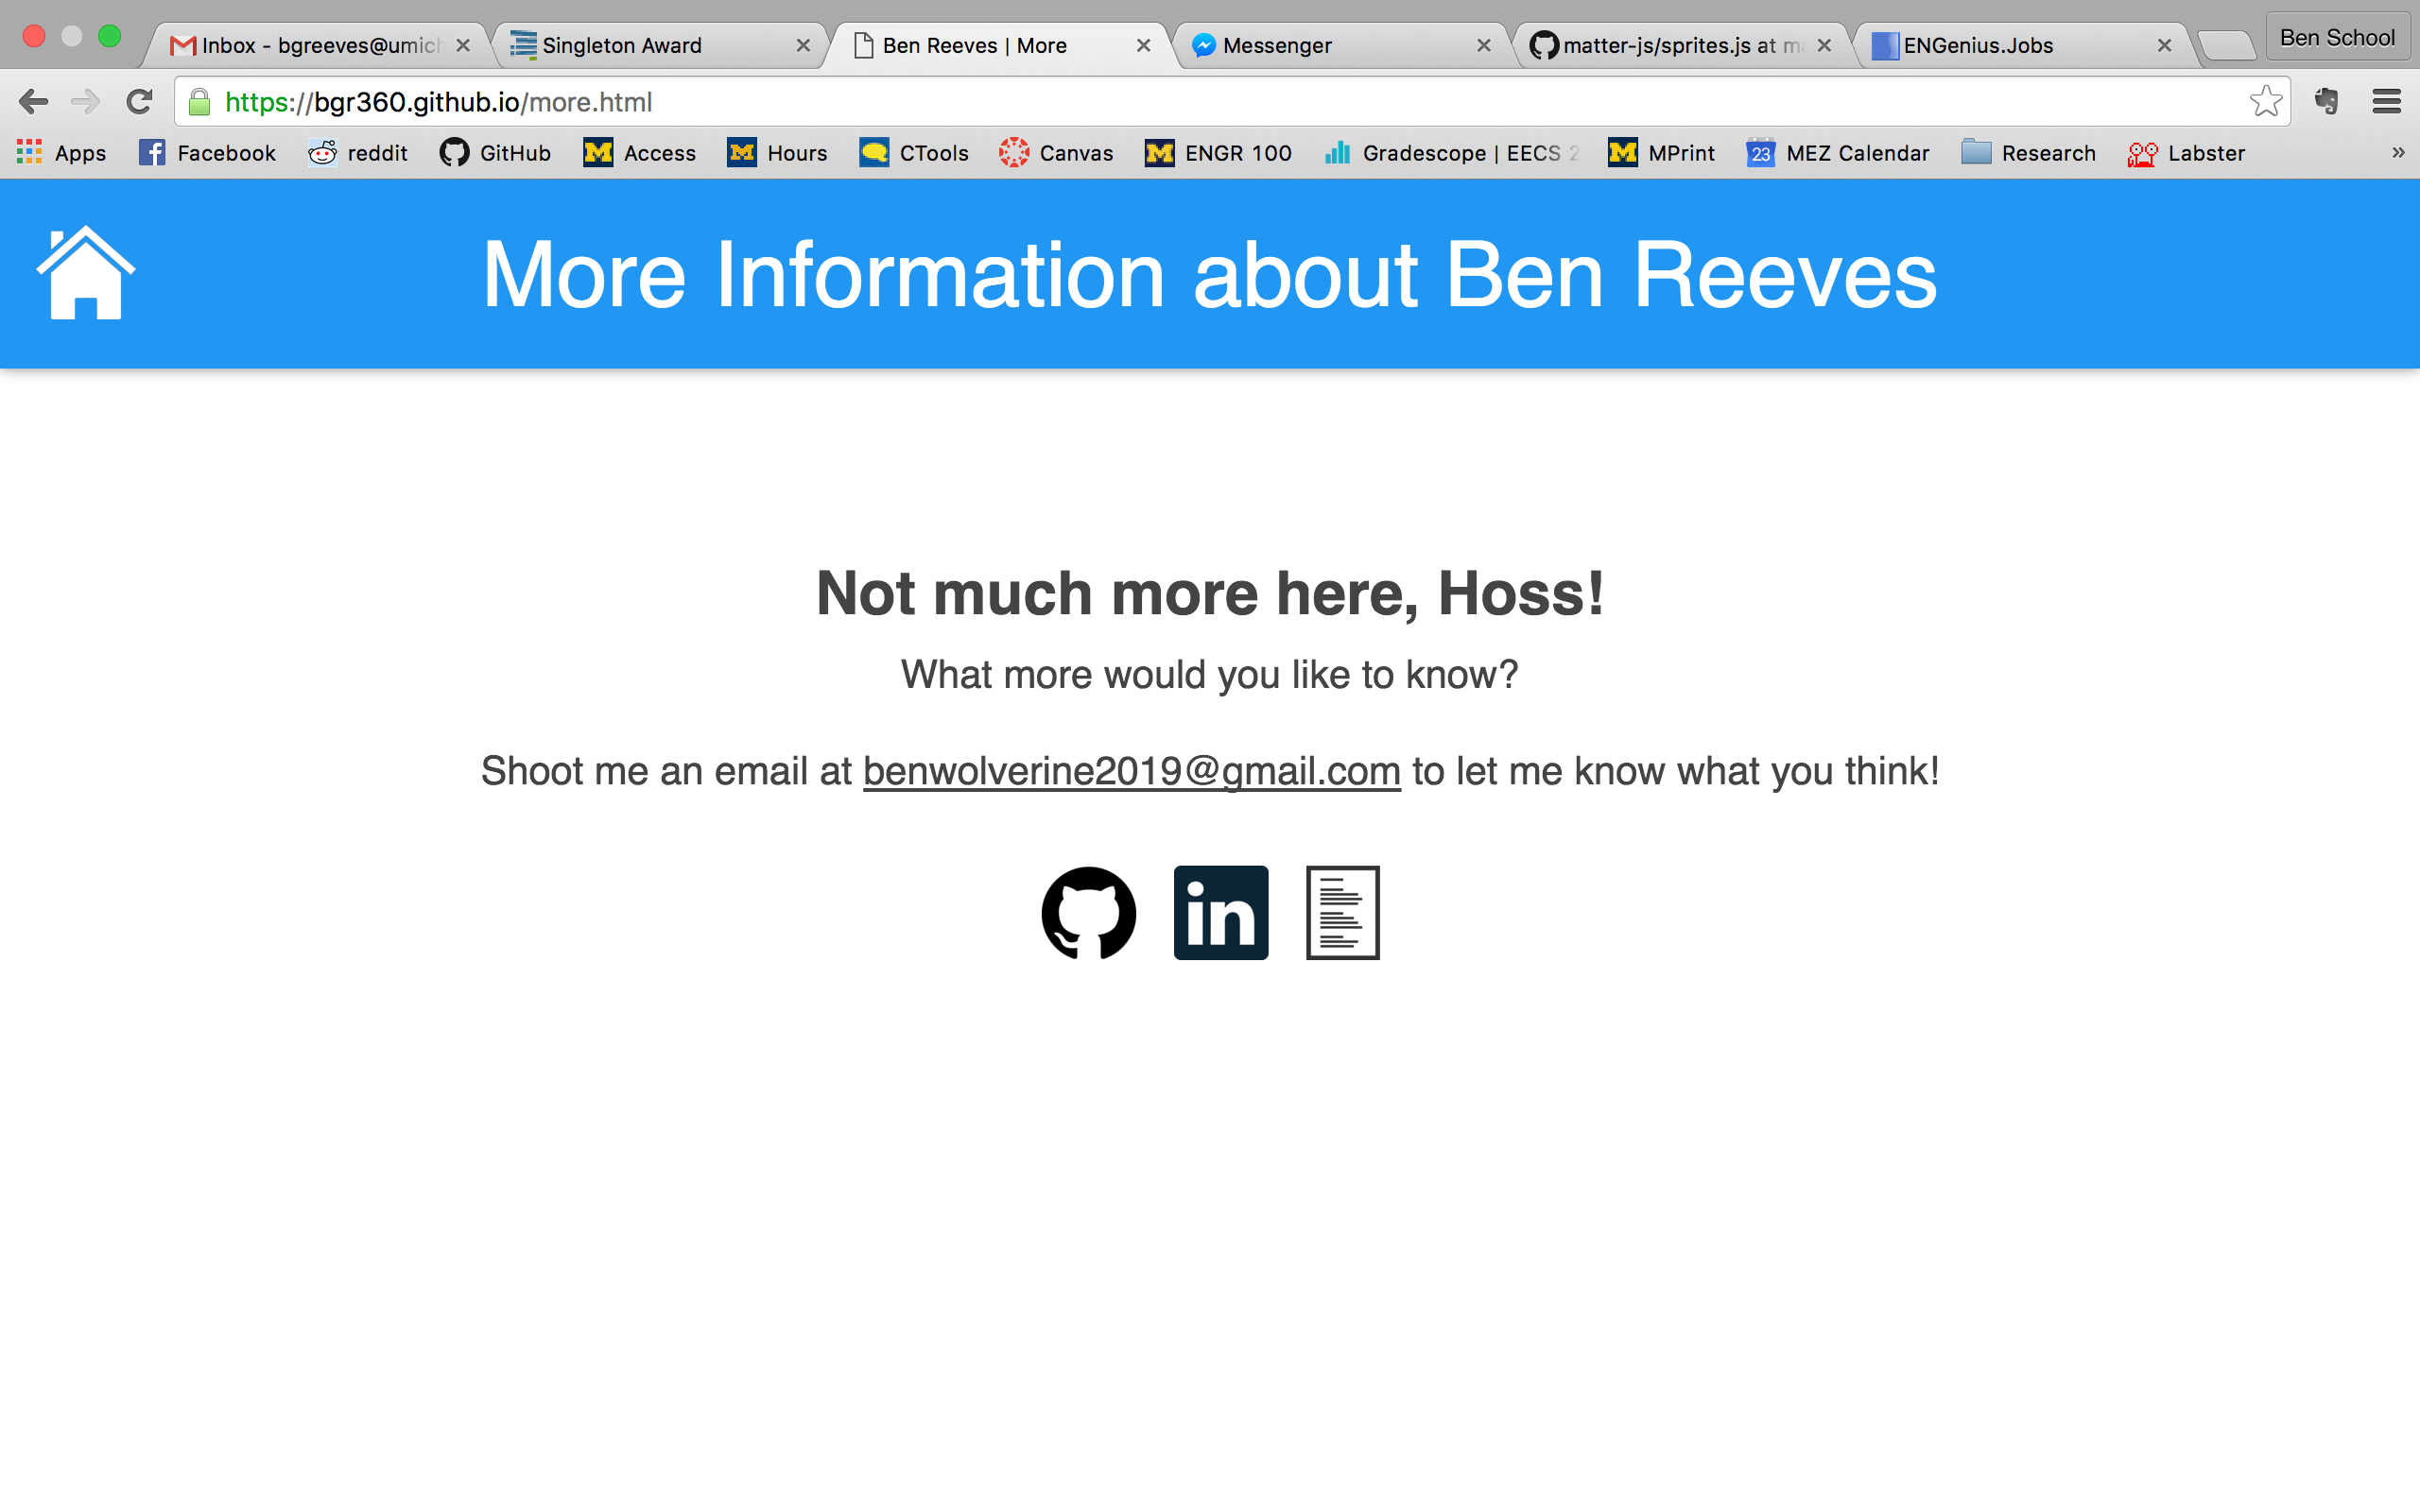 Inbox - bgreeves@umich
Singleton Award
Ben Reeves | More
Messenger
matter-js/sprites.js at ma
ENGenius.Jobs
Ben School
https://bgr360.github.io/more.html
Apps
Facebook
reddit
GitHub
Access
Hours
CTools
Canvas
ENGR 100
Gradescope | EECS 2
MPrint
23
MEZ Calendar
Research
Labster
»
More Information about Ben Reeves
Not much more here, Hoss!
What more would you like to know?
Shoot me an email at benwolverine2019@gmail.com to let me know what you think!
in